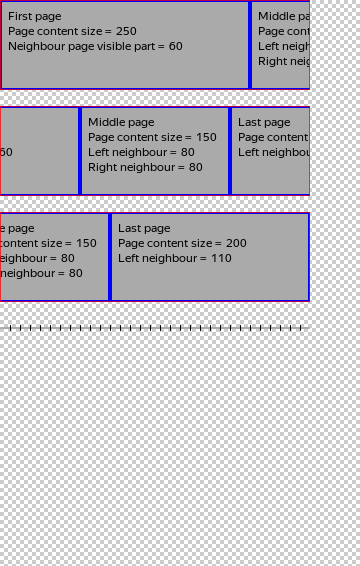 First page
Page content size = 250
Neighbour page visible part = 60
Middle pa
Page cont
Left neigh
Right neig
60
Middle page
Page content size = 150
Left neighbour = 80
Right neighbour = 80
Last page
Page content
Left neighbou
e page
content size = 150
eighbour = 80
neighbour = 80
Last page
Page content size = 200
Left neighbour = 110